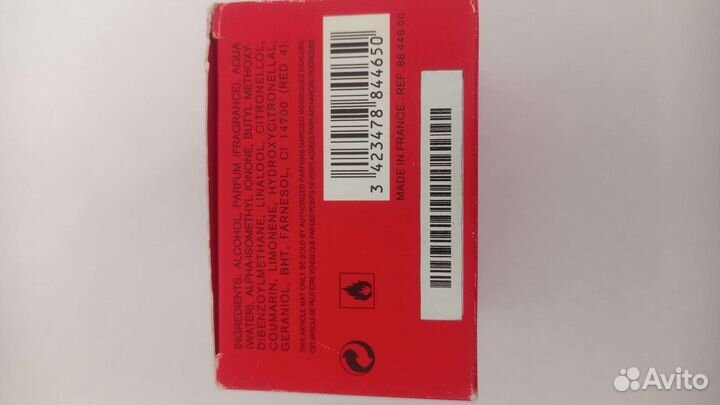 INGREDIENTS: ALCOHOL, PARFUM (FRAGRANCE), AQUA
(WATER), ALPHA-ISOMETHYL IONONE, BUTYL METHOXY-
DIBENZOYLMETHANE, LINALOOL, CITRONELLOL,
COUMARIN, LIMONENE, HYDROXYCITRONELLAL,
GERANIOL, BHT, FARNESOL, CI 14700 (RED 4).
THIS ARTICLE MAY ONLY BE SOLD BY AUTHORIZED PARFUMS NARCISO RODRIGUEZ DEALERS.
CET ARTICLE NE PEUT ÊTRE VENDU QUE PAR DES POINTS DE VENTE AGRÉÉS PARFUMS NARCISO RODRIGUEZ.
3 423478 844650
MADE IN FRANCE. REF. 88.446.50
Avito